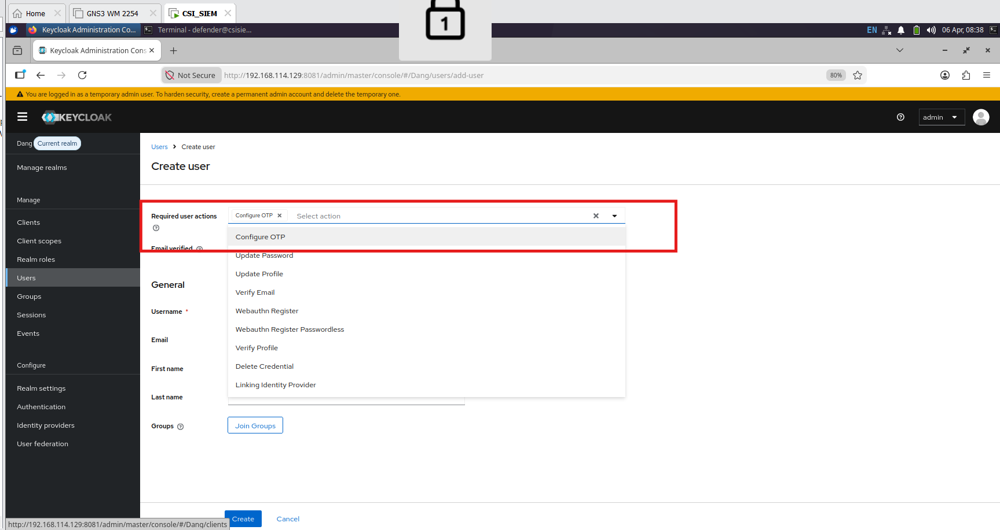 Home
GNS3 WM 2254
CSI_SIEM
1
Keycloak Administration Co...
Terminal - defender@csisie...
EN
06 Apr, 08:38
Keycloak Administration Cons
Not Secure
http://192.168.114.129:8081/admin/master/console/#/Dang/users/add-user
80%
You are logged in as a temporary admin user. To harden security, create a permanent admin account and delete the temporary one.
KEYCLOAK
admin
Dang
Current realm
Manage realms
Manage
Clients
Client scopes
Realm roles
Users
Groups
Sessions
Events
Configure
Realm settings
Authentication
Identity providers
User federation
Users
Create user
Create user
Required user actions
Configure OTP
Select action
Configure OTP
Email verified
Update Password
Update Profile
General
Verify Email
Username *
Webauthn Register
Webauthn Register Passwordless
Email
Verify Profile
First name
Delete Credential
Linking Identity Provider
Last name
Groups
Join Groups
Create
Cancel
http://192.168.114.129:8081/admin/master/console/#/Dang/clients